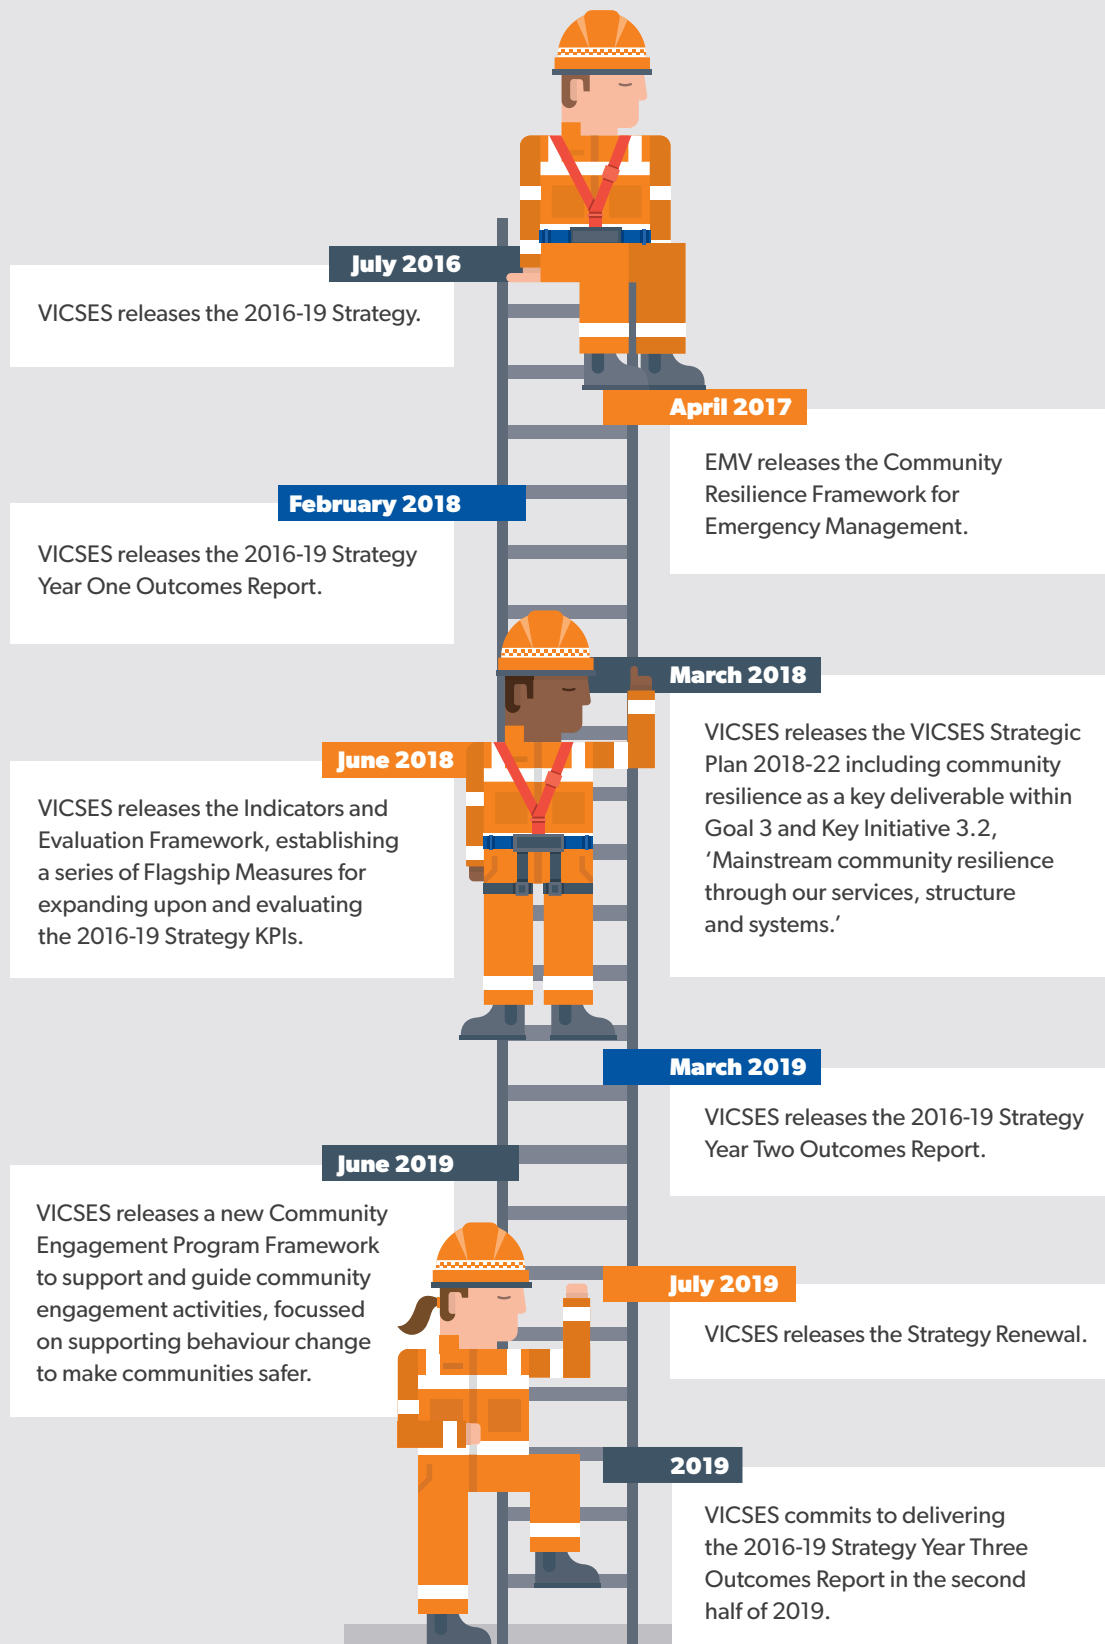 July 2016
VICSES releases the 2016-19 Strategy.
April 2017
EMV releases the Community
Resilience Framework for
Emergency Management.
February 2018
VICSES releases the 2016-19 Strategy
Year One Outcomes Report.
March 2018
VICSES releases the VICSES Strategic
Plan 2018-22 including community
resilience as a key deliverable within
Goal 3 and Key Initiative 3.2,
‘Mainstream community resilience
through our services, structure
and systems.’
June 2018
VICSES releases the Indicators and
Evaluation Framework, establishing
a series of Flagship Measures for
expanding upon and evaluating
the 2016-19 Strategy KPIs.
March 2019
VICSES releases the 2016-19 Strategy
Year Two Outcomes Report.
June 2019
VICSES releases a new Community
Engagement Program Framework
to support and guide community
engagement activities, focussed
on supporting behaviour change
to make communities safer.
July 2019
VICSES releases the Strategy Renewal.
2019
VICSES commits to delivering
the 2016-19 Strategy Year Three
Outcomes Report in the second
half of 2019.